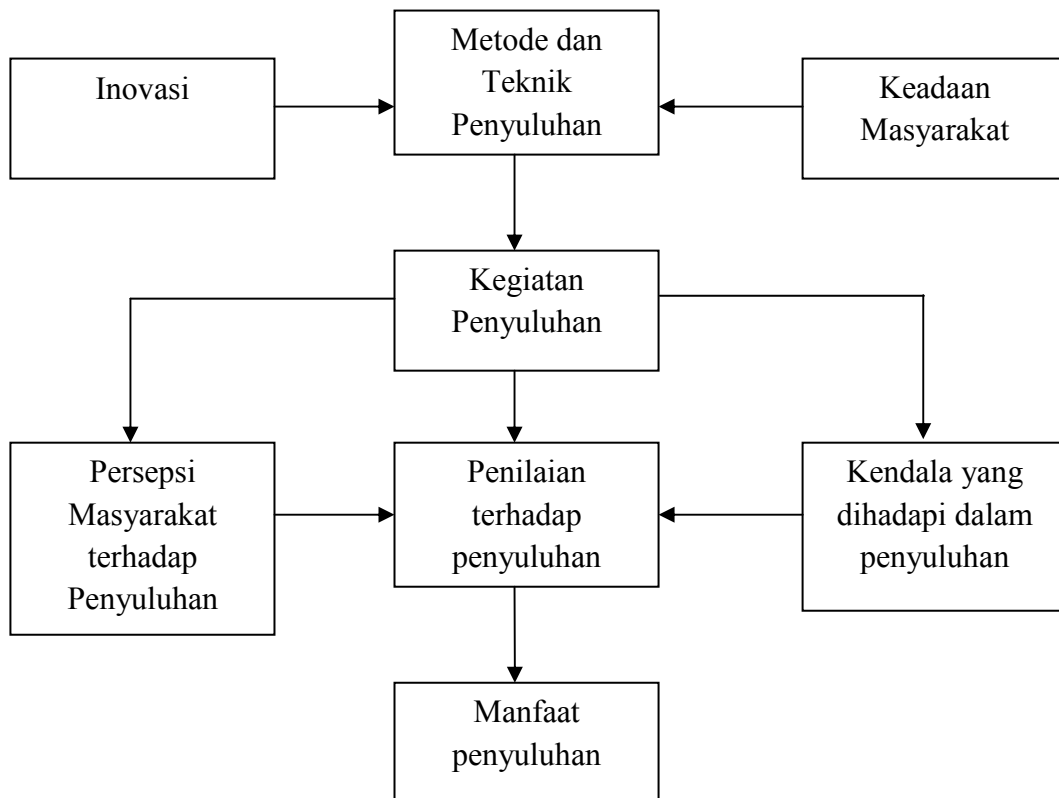 Inovasi
Metode dan
Teknik
Penyuluhan
Keadaan
Masyarakat
Kegiatan
Penyuluhan
Persepsi
Masyarakat
terhadap
Penyuluhan
Penilaian
terhadap
penyuluhan
Kendala yang
dihadapi dalam
penyuluhan
Manfaat
penyuluhan